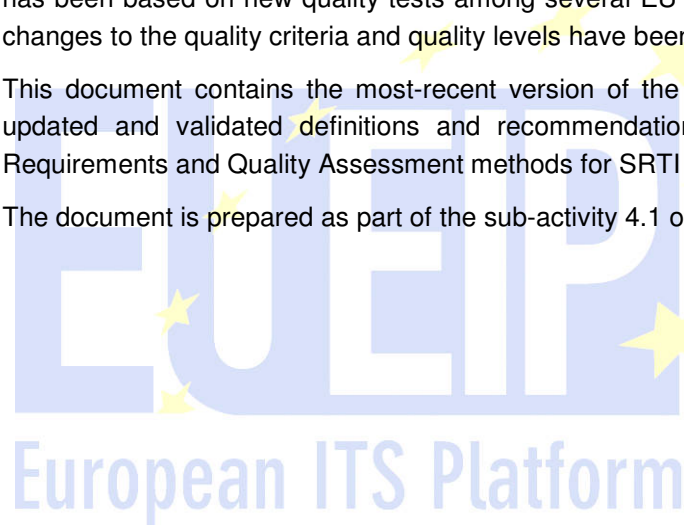 has been based on new quality tests among several EU
changes to the quality criteria and quality levels have been
This document contains the most-recent version of the
updated and validated definitions and recommendation
Requirements and Quality Assessment methods for SRTI
The document is prepared as part of the sub-activity 4.1 o
EU EIP
European ITS Platform